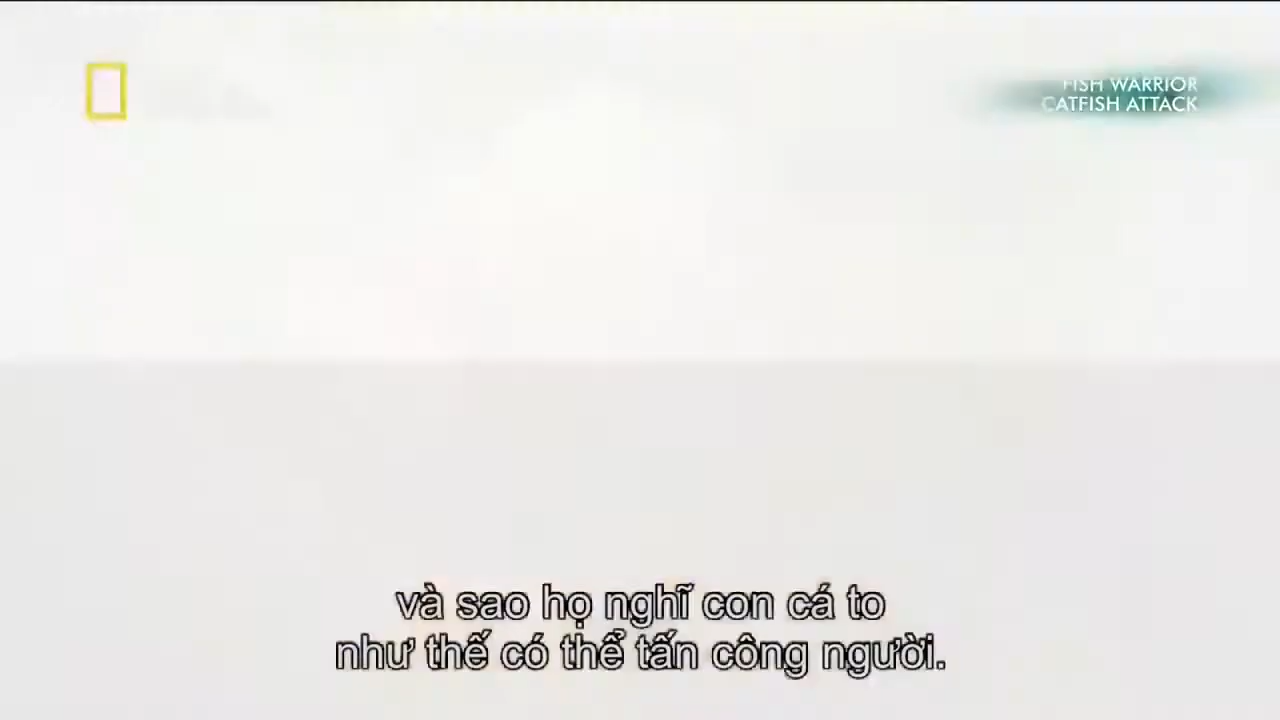 FISH WARRIOR
CATFISH ATTACK
và sao họ nghĩ con cá to
như thế có thể tấn công người.